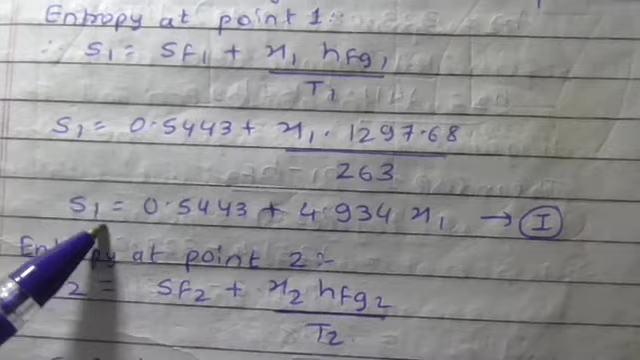 Entropy at point 1:-
∴ S₁ = Sf₁ + x₁ hfg₁ / T₁
S₁ = 0.5443 + x₁ . 1297.68 / 263
S₁ = 0.5443 + 4.934 x₁ → I
Entropy at point 2:-
2 = Sf₂ + x₂ hfg₂ / T₂